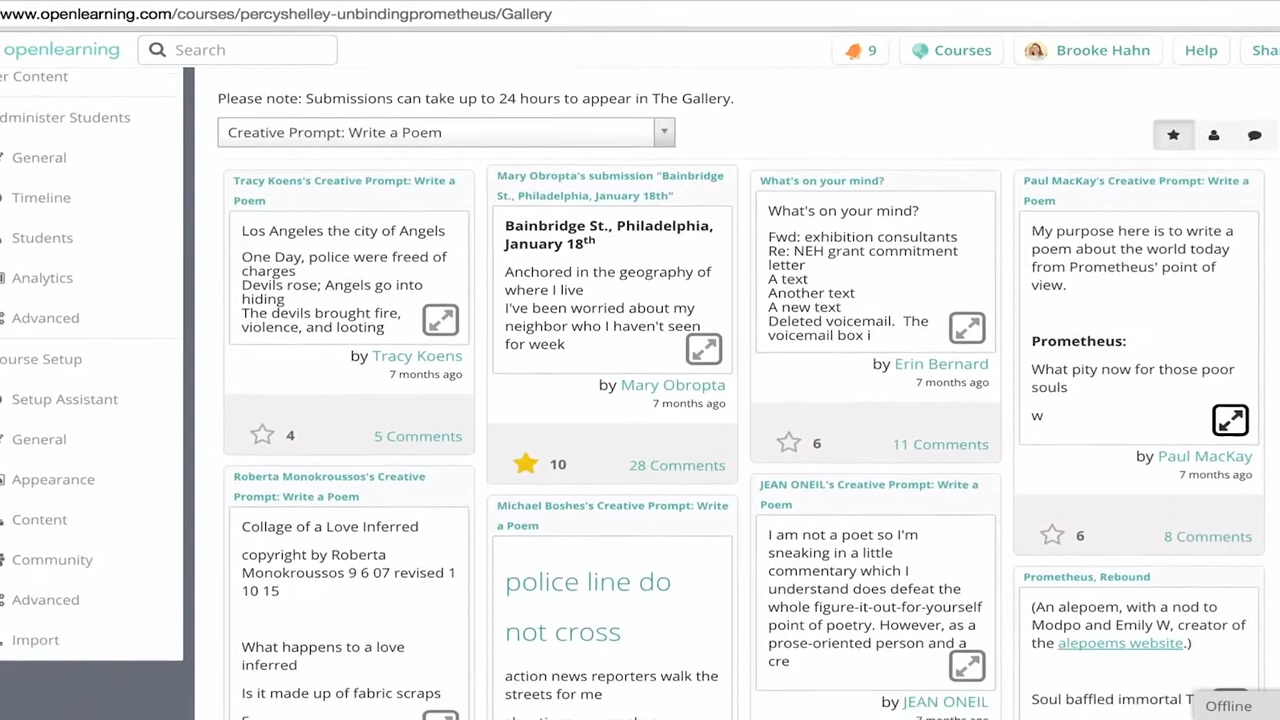 www.openlearning.com/courses/percyshelley-unbindingprometheus/Gallery
openlearning
Search
9
Courses
Brooke Hahn
Help
Content
dminister Students
General
Timeline
Students
Analytics
Advanced
ourse Setup
Setup Assistant
General
Appearance
Content
Community
Advanced
Import
Please note: Submissions can take up to 24 hours to appear in The Gallery.
Creative Prompt: Write a Poem
Tracy Koens's Creative Prompt: Write a
Poem
Los Angeles the city of Angels
One Day, police were freed of
charges
Devils rose; Angels go into
hiding
The devils brought fire,
violence, and looting
by Tracy Koens
7 months ago
4
5 Comments
Mary Obropta's submission "Bainbridge
St., Philadelphia, January 18th"
Bainbridge St., Philadelphia,
January 18th
Anchored in the geography of
where I live
I've been worried about my
neighbor who I haven't seen
for week
by Mary Obropta
7 months ago
10
28 Comments
What's on your mind?
What's on your mind?
Fwd: exhibition consultants
Re: NEH grant commitment
letter
A text
Another text
A new text
Deleted voicemail. The
voicemail box i
by Erin Bernard
7 months ago
6
11 Comments
Paul MacKay's Creative Prompt: Write a
Poem
My purpose here is to write a
poem about the world today
from Prometheus' point of
view.
Prometheus:
What pity now for those poor
souls
w
by Paul MacKay
7 months ago
6
8 Comments
Roberta Monokroussos's Creative
Prompt: Write a Poem
Collage of a Love Inferred
copyright by Roberta
Monokroussos 9 6 07 revised 1
10 15
What happens to a love
inferred
Is it made up of fabric scraps
Michael Boshes's Creative Prompt: Write
a Poem
police line do
not cross
action news reporters walk the
streets for me
JEAN ONEIL's Creative Prompt: Write a
Poem
I am not a poet so I'm
sneaking in a little
commentary which I
understand does defeat the
whole figure-it-out-for-yourself
point of poetry. However, as a
prose-oriented person and a
cre
by JEAN ONEIL
Prometheus, Rebound
(An alepoem, with a nod to
Modpo and Emily W, creator of
the alepoems website.)
Soul baffled immortal T
Offline